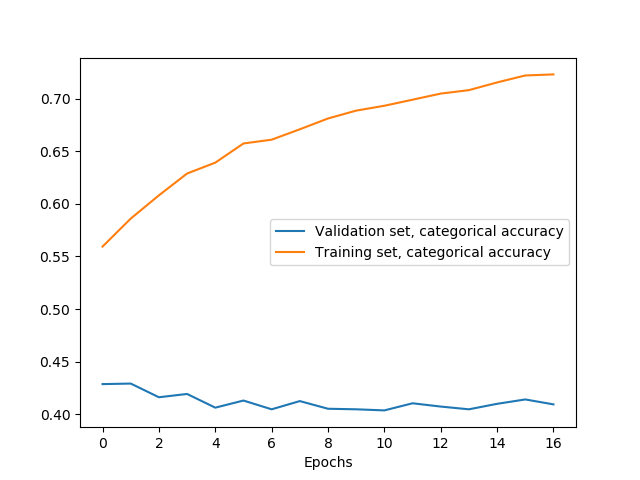 0.70
0.65
0.60
0.55
0.50
0.45
0.40
Validation set, categorical accuracy
Training set, categorical accuracy
0 2 4 6 8 10 12 14 16
Epochs